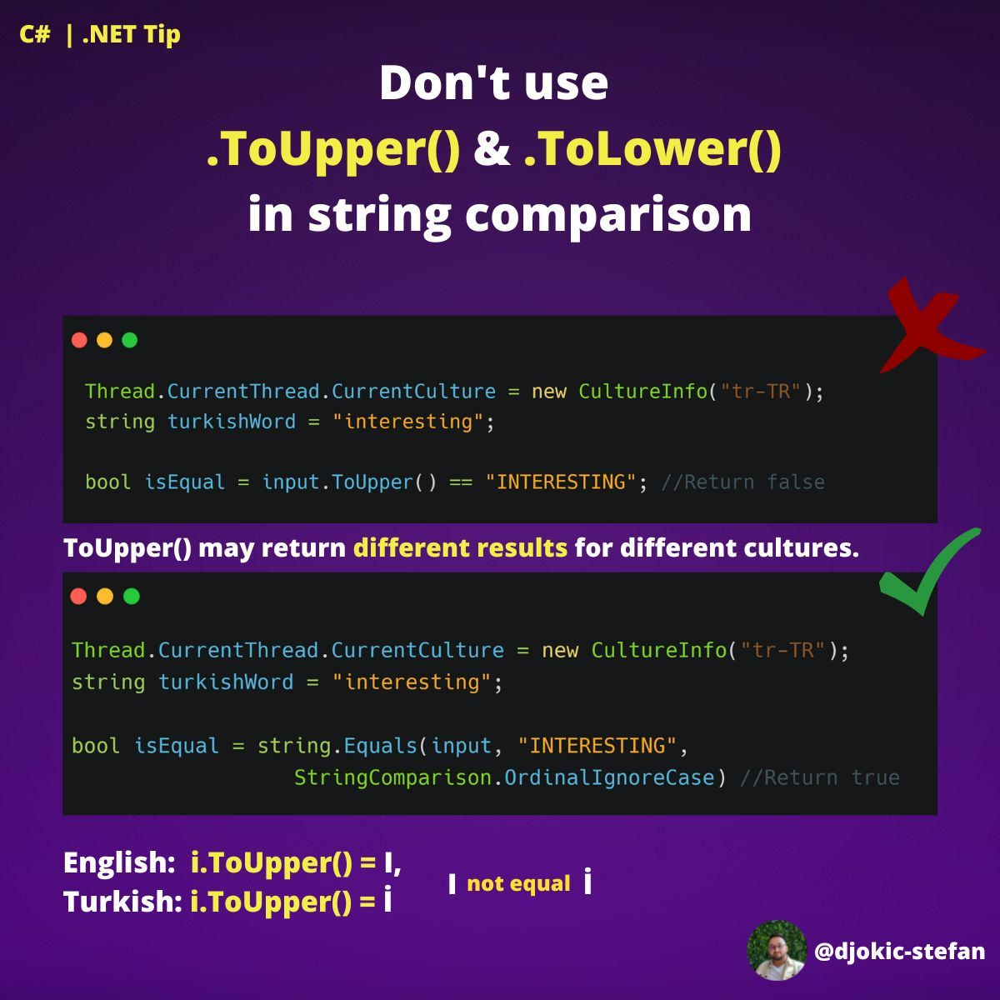 C# | .NET Tip
Don't use
.ToUpper() & .ToLower()
in string comparison
Thread.CurrentThread.CurrentCulture = new CultureInfo("tr-TR");
string turkishWord = "interesting";
bool isEqual = input.ToUpper() == "INTERESTING"; //Return false
ToUpper() may return different results for different cultures.
Thread.CurrentThread.CurrentCulture = new CultureInfo("tr-TR");
string turkishWord = "interesting";
bool isEqual = string.Equals(input, "INTERESTING",
StringComparison.OrdinalIgnoreCase) //Return true
English: i.ToUpper() = I,
Turkish: i.ToUpper() = İ
I not equal İ
@djokic-stefan